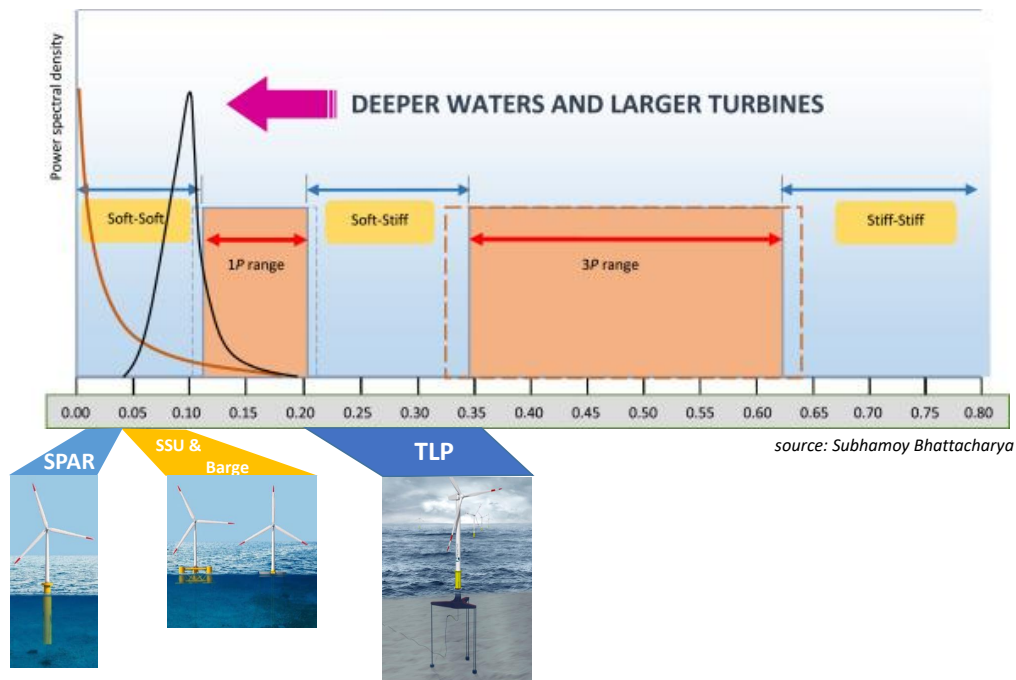 Power spectral density
DEEPER WATERS AND LARGER TURBINES
Soft-Soft
Soft-Stiff
Stiff-Stiff
1P range
3P range
0.00 0.05 0.10 0.15 0.20 0.25 0.30 0.35 0.40 0.45 0.50 0.55 0.60 0.65 0.70 0.75 0.80
SPAR
SSU &
Barge
TLP
source: Subhamoy Bhattacharya